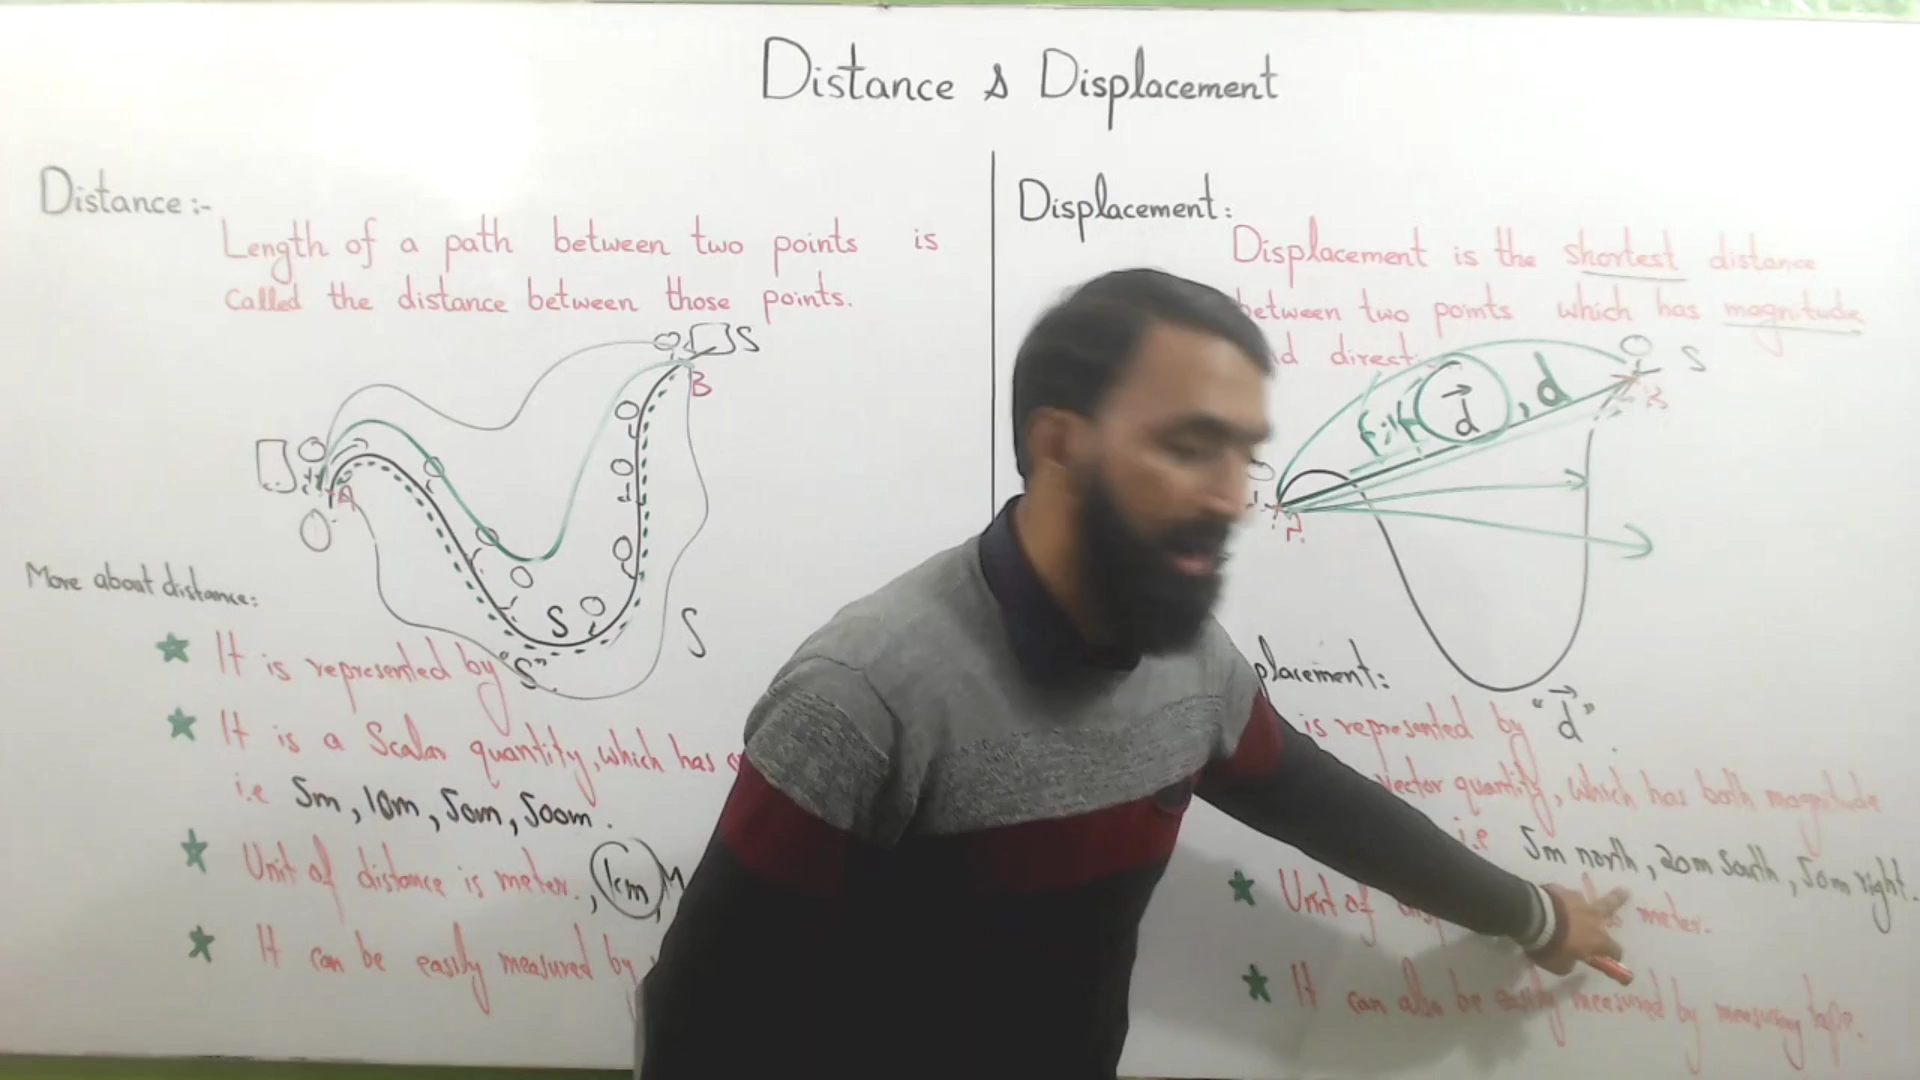 Distance & Displacement
Distance :-
Length of a path between two points is
called the distance between those points.
S
B
A
S
S
More about distance:
It is represented by "S".
It is a Scalar quantity, which has
i.e 5m, 10m, 50m, 500m.
Unit of distance is meter., km, M
It can be easily measured by
Displacement:
Displacement is the shortest distance
between two points which has magnitude
direct
S
d, d
B
A
placement:
is represented by "d".
Vector quantity, which has both magnitude
i.e 5m north, 20m South, 50m right.
Unit of meter.
It can also be easily measured by measuring tape.